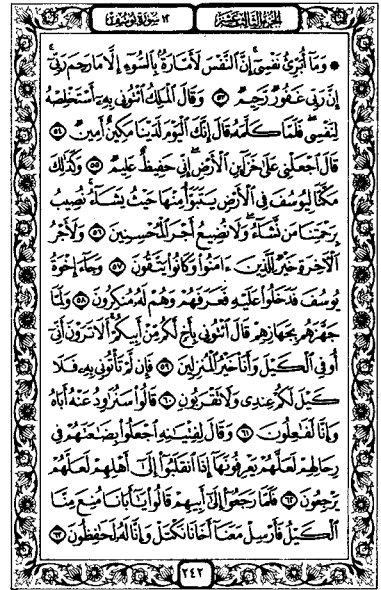 الجزء الثالث عشر ١٢ سورة يوسف
۞ وَمَآ أُبَرِّئُ نَفْسِىٓ إِنَّ ٱلنَّفْسَ لَأَمَّارَةٌۢ بِٱلسُّوٓءِ إِلَّا مَا رَحِمَ رَبِّىٓ
إِنَّ رَبِّى غَفُورٌ رَّحِيمٌ ٥٣ وَقَالَ ٱلْمَلِكُ ٱئْتُونِى بِهِۦٓ أَسْتَخْلِصْهُ
لِنَفْسِى فَلَمَّا كَلَّمَهُۥ قَالَ إِنَّكَ ٱلْيَوْمَ لَدَيْنَا مَكِينٌ أَمِينٌ ٥٤
قَالَ ٱجْعَلْنِى عَلَىٰ خَزَآئِنِ ٱلْأَرْضِ إِنِّى حَفِيظٌ عَلِيمٌ ٥٥ وَكَذَٰلِكَ
مَكَّنَّا لِيُوسُفَ فِى ٱلْأَرْضِ يَتَبَوَّأُ مِنْهَا حَيْثُ يَشَآءُ نُصِيبُ
بِرَحْمَتِنَا مَن نَّشَآءُ وَلَا نُضِيعُ أَجْرَ ٱلْمُحْسِنِينَ ٥٦ وَلَأَجْرُ
ٱلْءَاخِرَةِ خَيْرٌ لِّلَّذِينَ ءَامَنُوا۟ وَكَانُوا۟ يَتَّقُونَ ٥٧ وَجَآءَ إِخْوَةُ
يُوسُفَ فَدَخَلُوا۟ عَلَيْهِ فَعَرَفَهُمْ وَهُمْ لَهُۥ مُنكِرُونَ ٥٨ وَلَمَّا
جَهَّزَهُم بِجَهَازِهِمْ قَالَ ٱئْتُونِى بِأَخٍ لَّكُم مِّنْ أَبِيكُمْ أَلَا تَرَوْنَ أَنِّىٓ
أُوفِى ٱلْكَيْلَ وَأَنَا۠ خَيْرُ ٱلْمُنزِلِينَ ٥٩ فَإِن لَّمْ تَأْتُونِى بِهِۦ فَلَا
كَيْلَ لَكُمْ عِندِى وَلَا تَقْرَبُونِ ٦٠ قَالُوا۟ سَنُرَٰوِدُ عَنْهُ أَبَاهُ
وَإِنَّا لَفَٰعِلُونَ ٦١ وَقَالَ لِفِتْيَٰنِهِ ٱجْعَلُوا۟ بِضَٰعَتَهُمْ فِى
رِحَالِهِمْ لَعَلَّهُمْ يَعْرِفُونَهَآ إِذَا ٱنقَلَبُوٓا۟ إِلَىٰٓ أَهْلِهِمْ لَعَلَّهُمْ
يَرْجِعُونَ ٦٢ فَلَمَّا رَجَعُوٓا۟ إِلَىٰٓ أَبِيهِمْ قَالُوا۟ يَٰٓأَبَانَا مُنِعَ مِنَّا
ٱلْكَيْلُ فَأَرْسِلْ مَعَنَآ أَخَانَا نَكْتَلْ وَإِنَّا لَهُۥ لَحَٰفِظُونَ ٦٣
٢٤٢